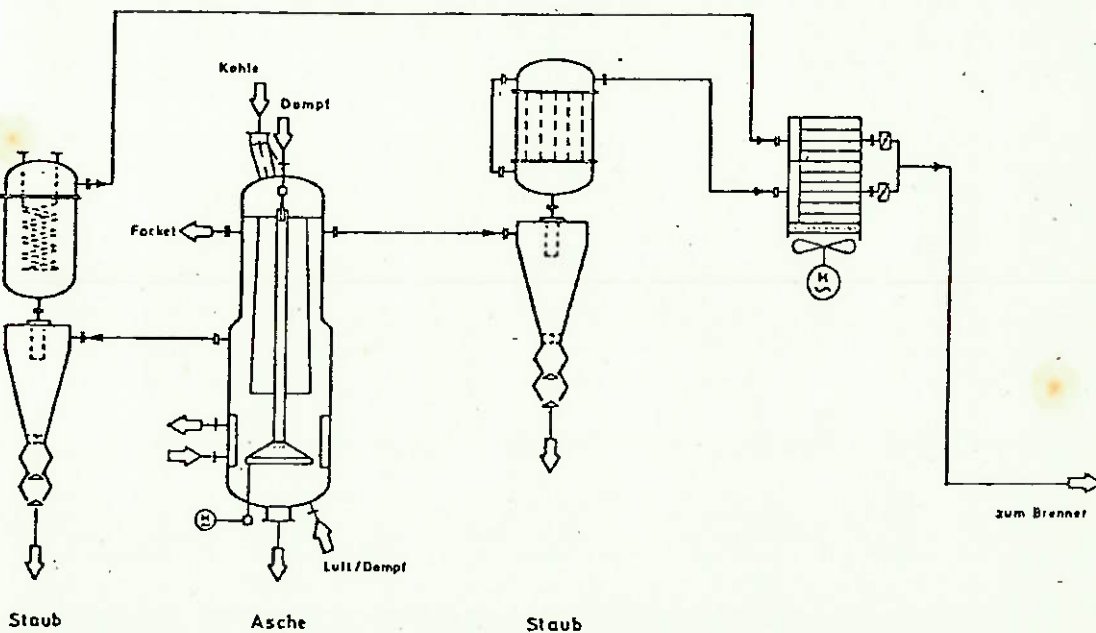 Kohle
Dampf
Fackel
Luft/Dampf
zum Brenner
Staub
Asche
Staub